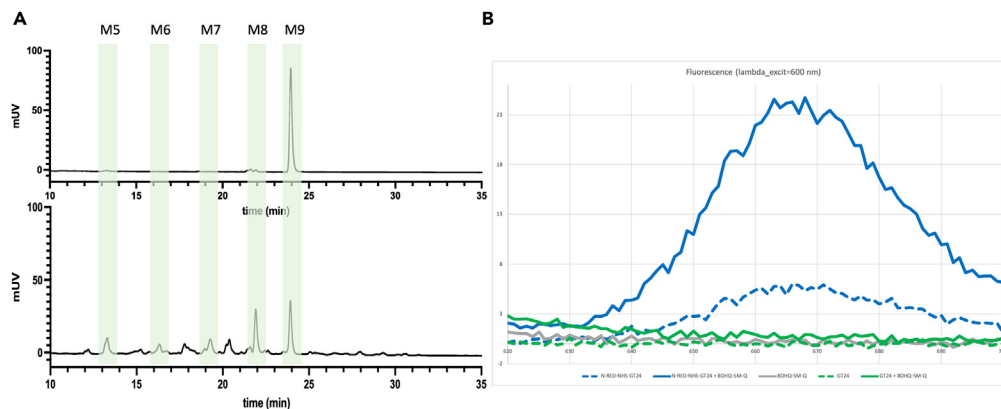 A
M5 M6 M7 M8 M9
100
50
0
mUV
10 15 20 25 30 35
time (min)
100
50
0
mUV
10 15 20 25 30 35
time (min)
B
Fluorescence (lambda_excit=600 nm)
23
18
13
8
3
-2
620 630 640 650 660 670 680 690
N-RED-NHS-GT24 N-RED-NHS-GT24 + 8OHQ-SM-Q 8OHQ-SM-Q GT24 GT24 + 8OHQ-SM-Q